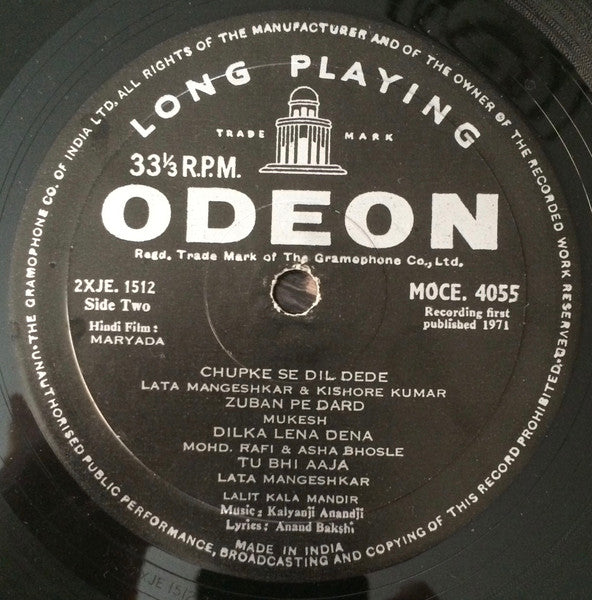 THE GRAMOPHONE CO. OF INDIA LTD. ALL RIGHTS OF THE MANUFACTURER AND OF THE OWNER OF THE RECORDED WORK RESERVED.
UNAUTHORISED PUBLIC PERFORMANCE, BROADCASTING AND COPYING OF THIS RECORD PROHIBITED.
LONG PLAYING
TRADE MARK
33⅓ R.P.M.
ODEON
Regd. Trade Mark of The Gramophone Co., Ltd.
2XJE. 1512
Side Two
Hindi Film:
MARYADA
MOCE. 4055
Recording first
published 1971
CHUPKE SE DIL DEDE
LATA MANGESHKAR & KISHORE KUMAR
ZUBAN PE DARD
MUKESH
DILKA LENA DENA
MOHD. RAFI & ASHA BHOSLE
TU BHI AAJA
LATA MANGESHKAR
LALIT KALA MANDIR
Music: Kalyanji Anandji
Lyrics: Anand Bakshi
MADE IN INDIA
2XJE 1512